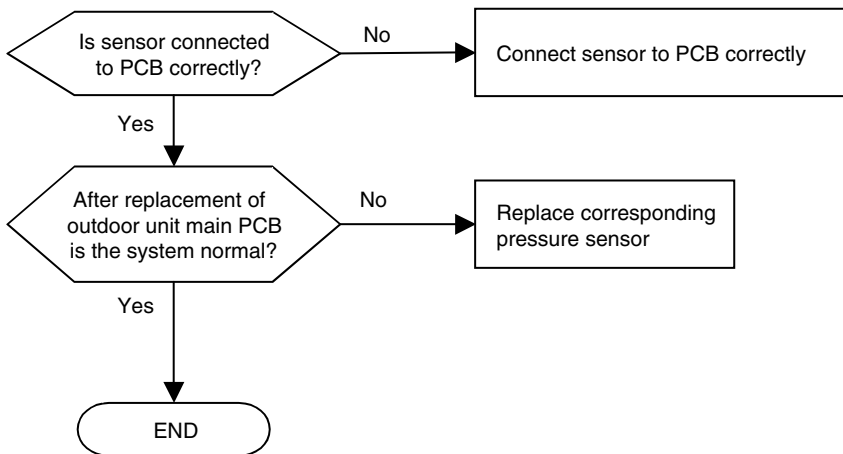 Is sensor connected
to PCB correctly?
No
Connect sensor to PCB correctly
Yes
After replacement of
outdoor unit main PCB
is the system normal?
No
Replace corresponding
pressure sensor
Yes
END